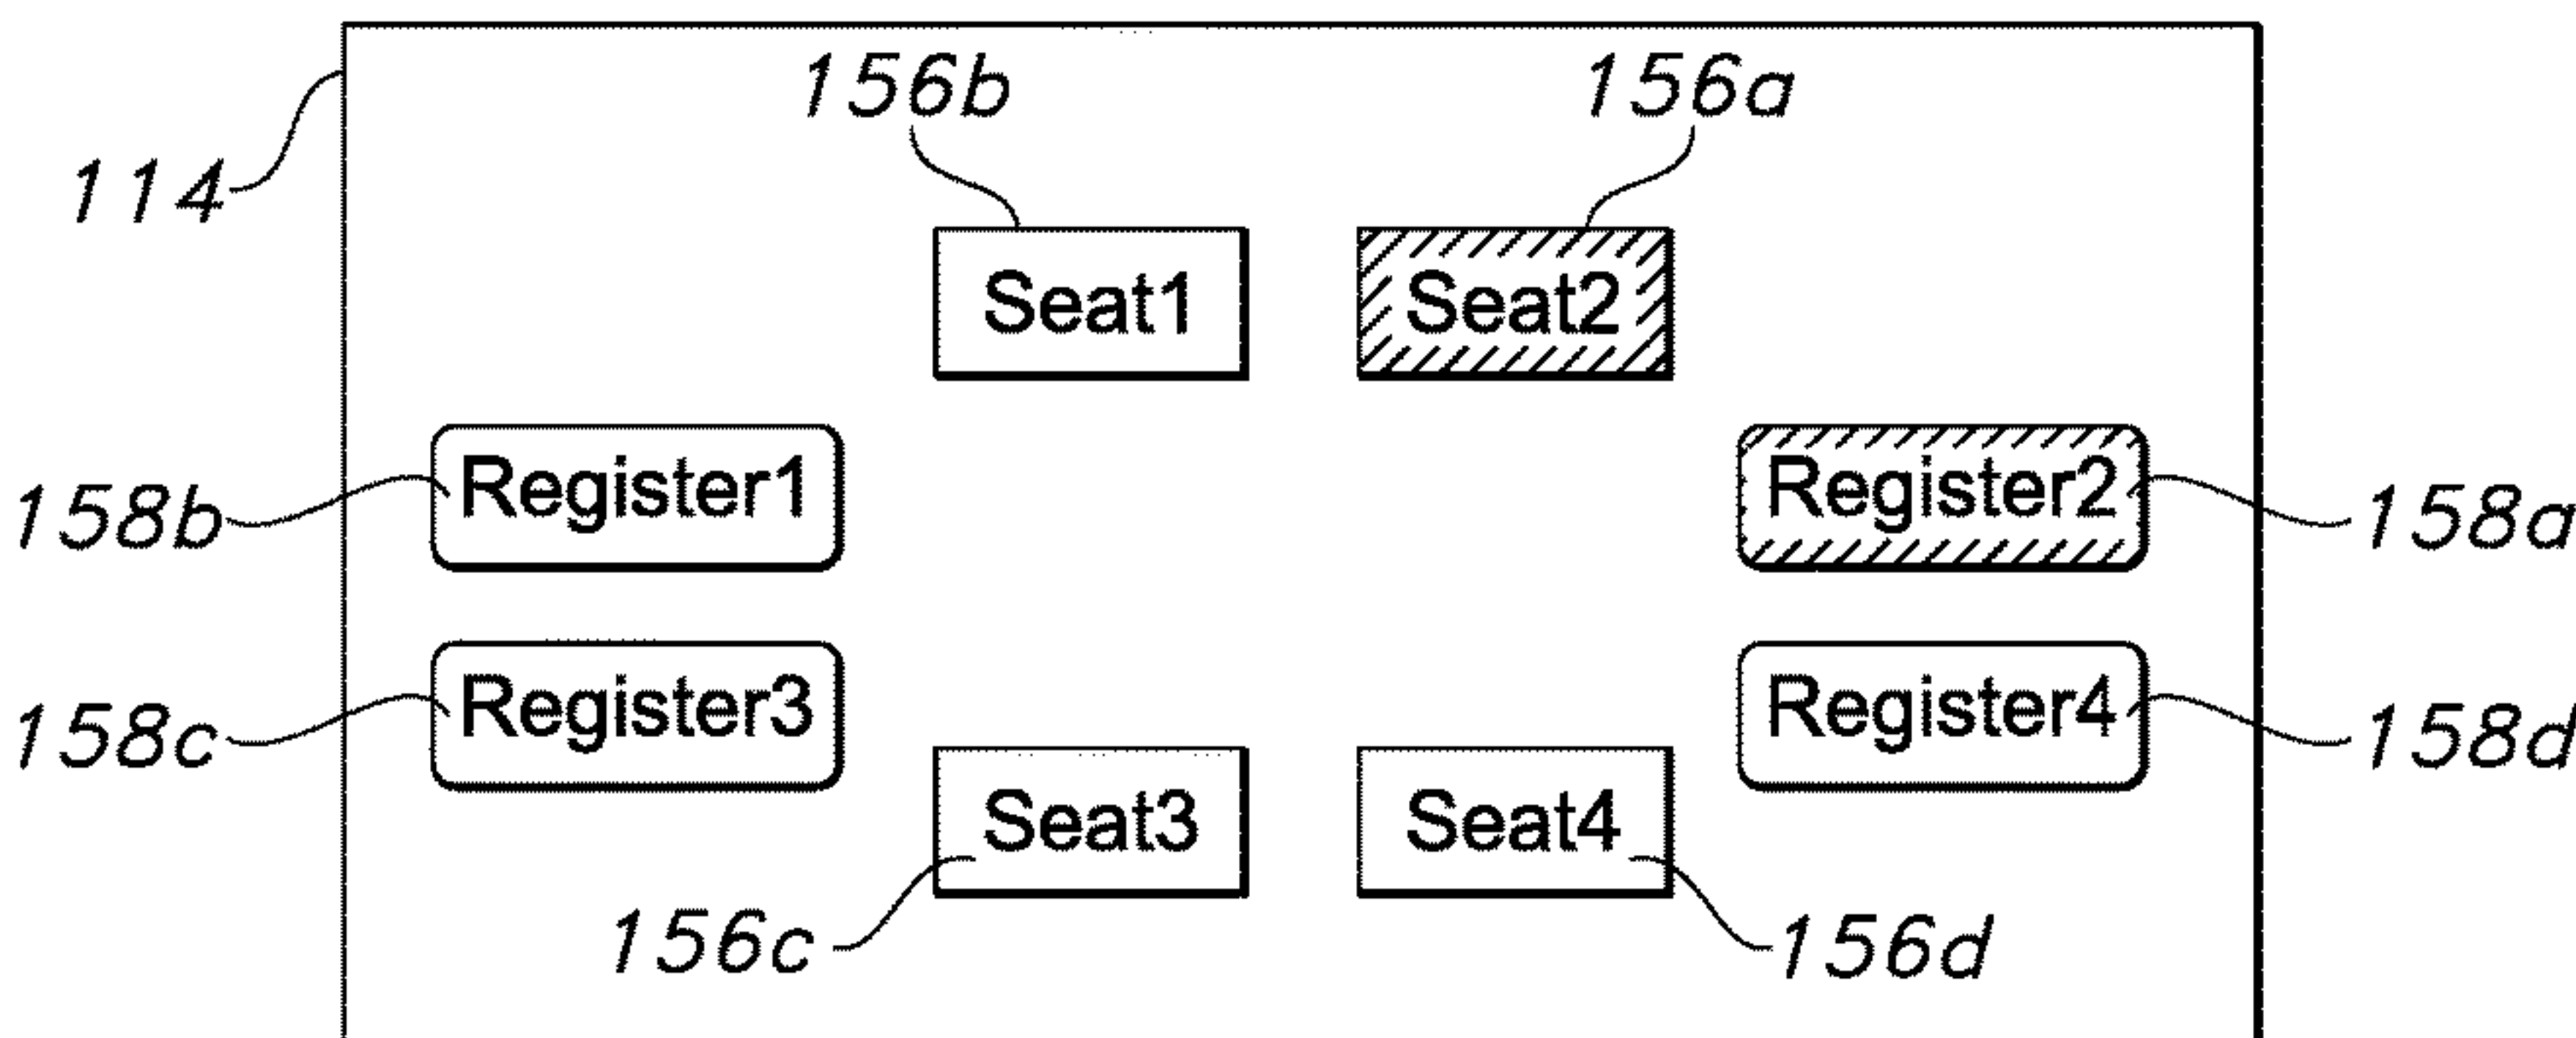 156b 156a
114
Seat1 Seat2
Register1 Register2
158b 158a
Register3 Register4
158c 158d
Seat3 Seat4
156c 156d